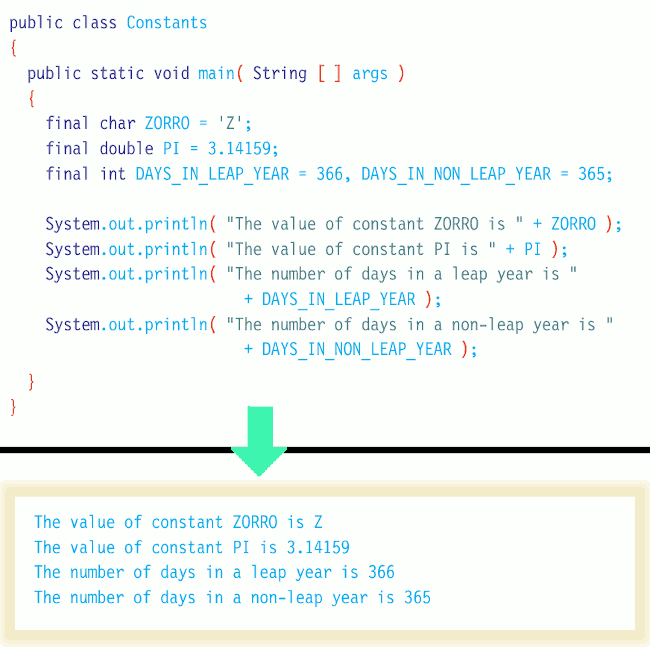 public class Constants
{
public static void main( String [ ] args )
{
final char ZORRO = 'Z';
final double PI = 3.14159;
final int DAYS_IN_LEAP_YEAR = 366, DAYS_IN_NON_LEAP_YEAR = 365;
System.out.println( "The value of constant ZORRO is " + ZORRO );
System.out.println( "The value of constant PI is " + PI );
System.out.println( "The number of days in a leap year is "
+ DAYS_IN_LEAP_YEAR );
System.out.println( "The number of days in a non-leap year is "
+ DAYS_IN_NON_LEAP_YEAR );
}
}
The value of constant ZORRO is Z
The value of constant PI is 3.14159
The number of days in a leap year is 366
The number of days in a non-leap year is 365